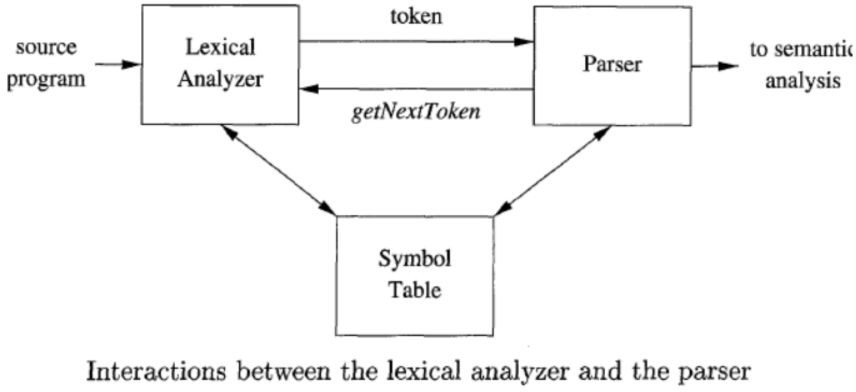 token
source
program
Lexical
Analyzer
Parser
to semantic
analysis
getNextToken
Symbol
Table
Interactions between the lexical analyzer and the parser